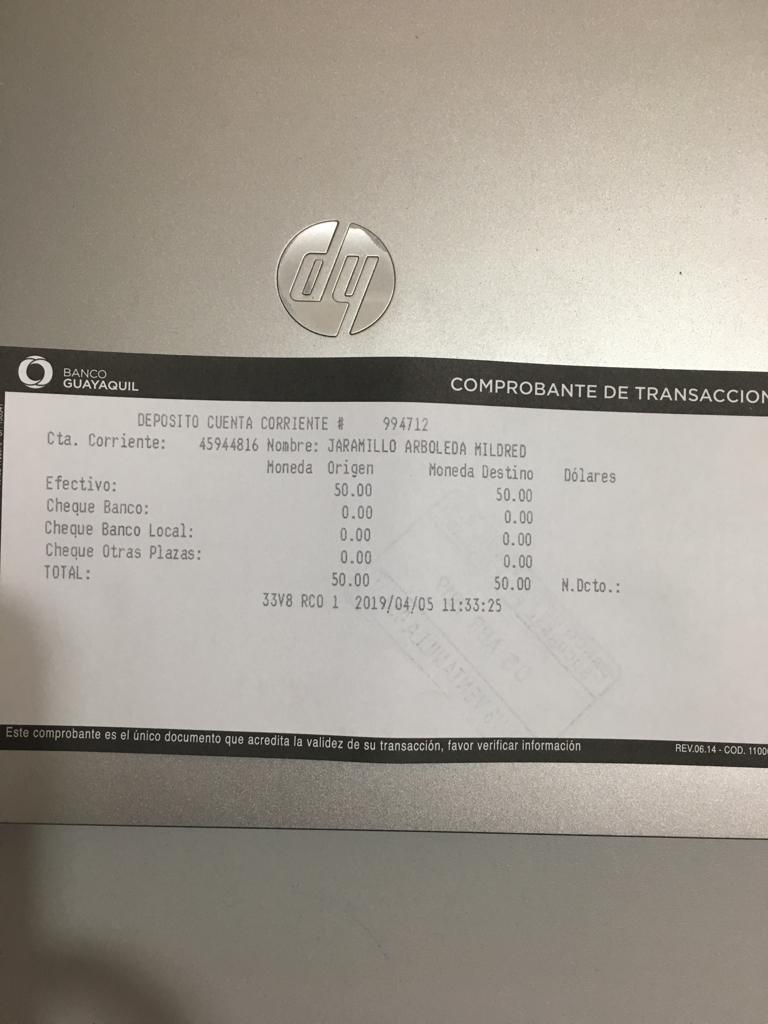 hp
BANCO
GUAYAQUIL
COMPROBANTE DE TRANSACCION
DEPOSITO CUENTA CORRIENTE # 994712
Cta. Corriente: 45944816 Nombre: JARAMILLO ARBOLEDA MILDRED
Moneda Origen Moneda Destino Dólares
Efectivo: 50.00 50.00
Cheque Banco: 0.00 0.00
Cheque Banco Local: 0.00 0.00
Cheque Otras Plazas: 0.00 0.00
TOTAL: 50.00 50.00 N.Dcto.:
33V8 RCO 1 2019/04/05 11:33:25
Este comprobante es el único documento que acredita la validez de su transacción, favor verificar información
REV.06.14 - COD. 1100